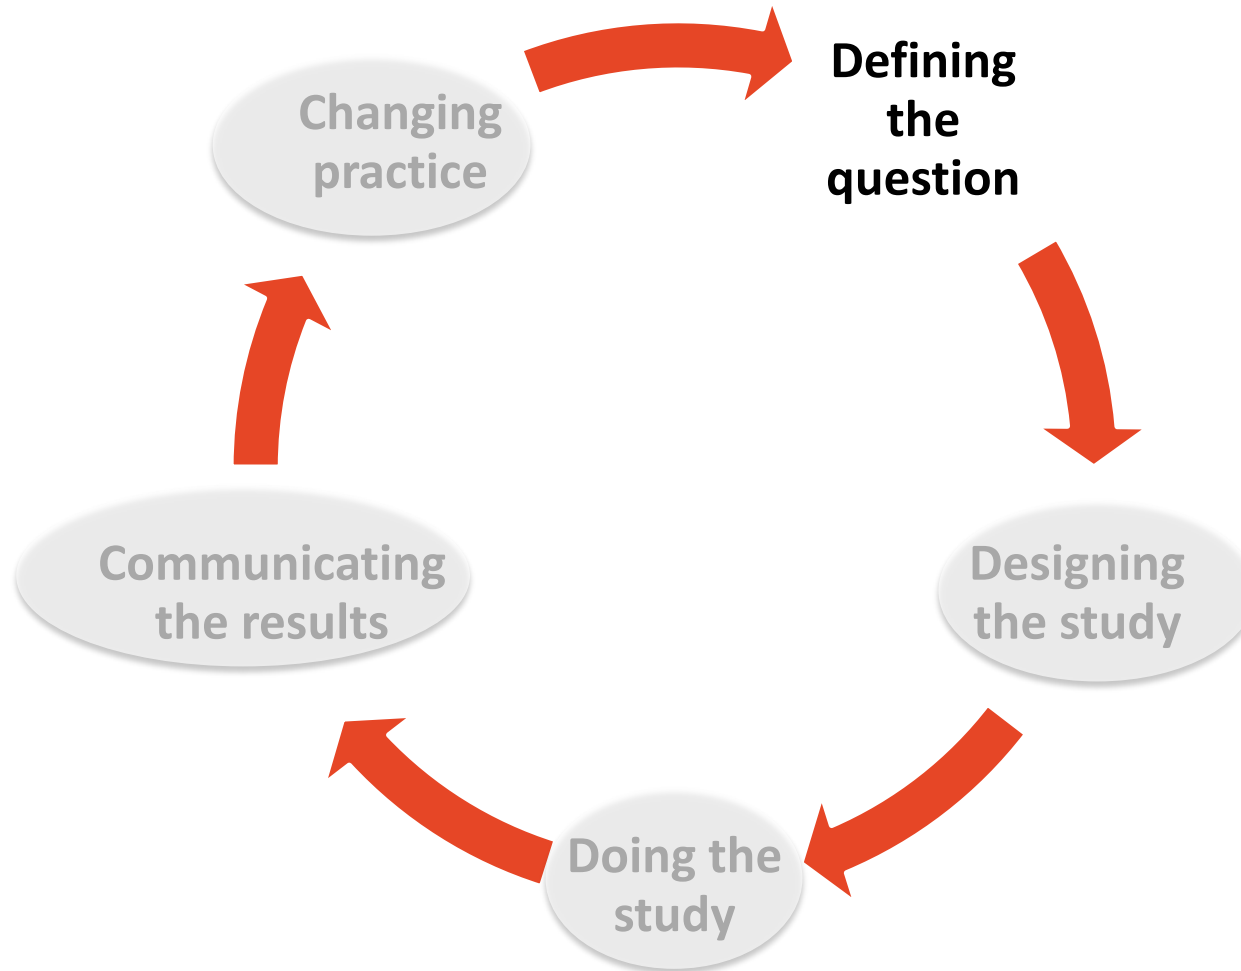 Defining
the
question
Designing
the study
Doing the
study
Communicating
the results
Changing
practice